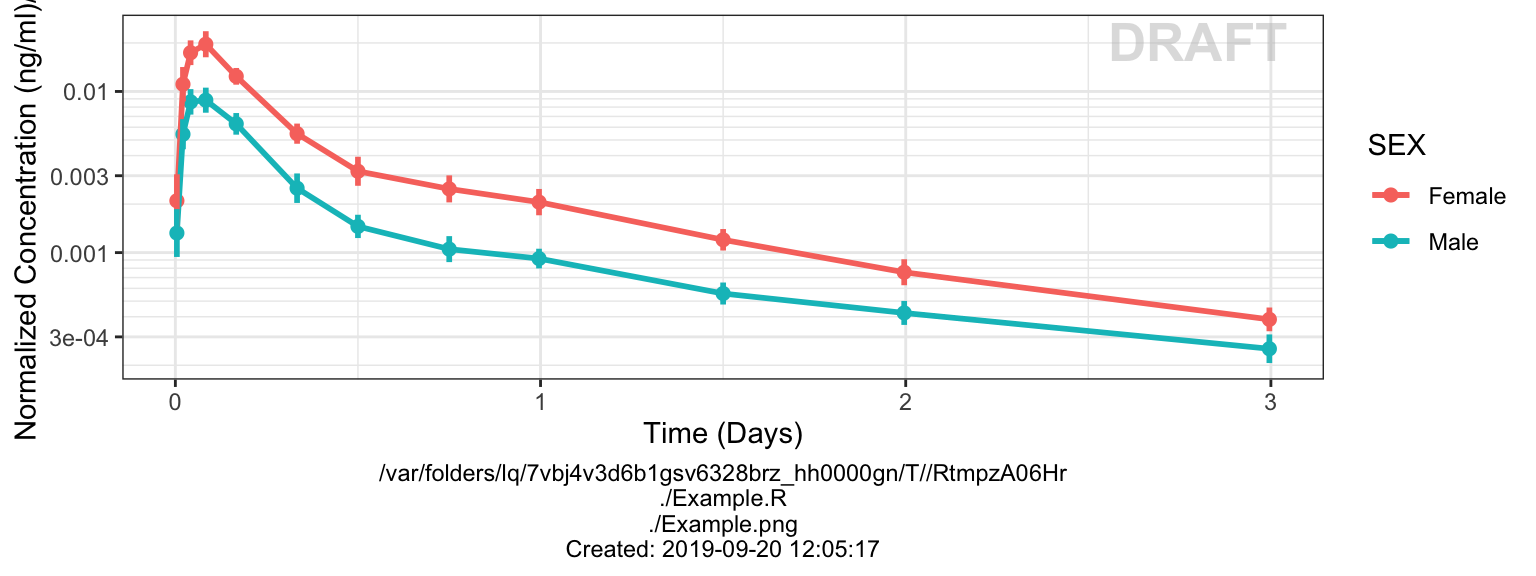 Normalized Concentration (ng/ml)/
DRAFT
0.01
0.003
0.001
3e-04
0
1
2
3
Time (Days)
SEX
Female
Male
/var/folders/lq/7vbj4v3d6b1gsv6328brz_hh0000gn/T//RtmpzA06Hr
./Example.R
./Example.png
Created: 2019-09-20 12:05:17